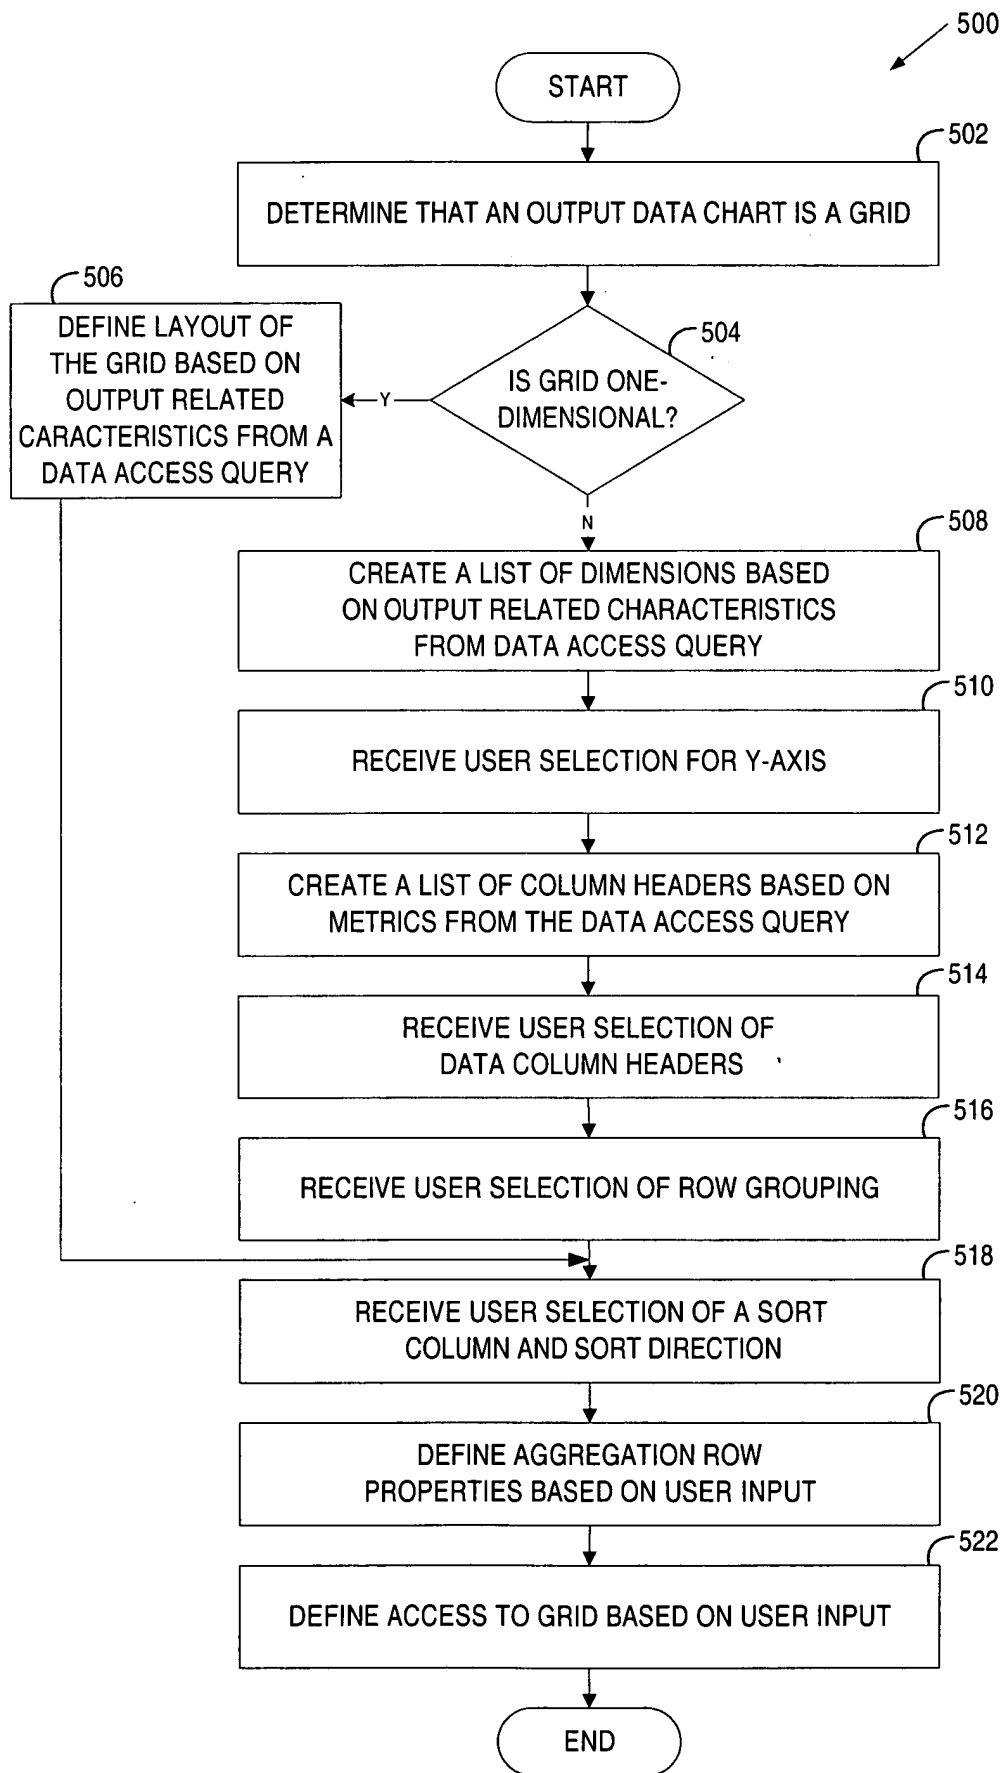 500
START
502
DETERMINE THAT AN OUTPUT DATA CHART IS A GRID
506
DEFINE LAYOUT OF
THE GRID BASED ON
OUTPUT RELATED
CARACTERISTICS FROM A
DATA ACCESS QUERY
504
IS GRID ONE-
DIMENSIONAL?
Y
N
508
CREATE A LIST OF DIMENSIONS BASED
ON OUTPUT RELATED CHARACTERISTICS
FROM DATA ACCESS QUERY
510
RECEIVE USER SELECTION FOR Y-AXIS
512
CREATE A LIST OF COLUMN HEADERS BASED ON
METRICS FROM THE DATA ACCESS QUERY
514
RECEIVE USER SELECTION OF
DATA COLUMN HEADERS
516
RECEIVE USER SELECTION OF ROW GROUPING
518
RECEIVE USER SELECTION OF A SORT
COLUMN AND SORT DIRECTION
520
DEFINE AGGREGATION ROW
PROPERTIES BASED ON USER INPUT
522
DEFINE ACCESS TO GRID BASED ON USER INPUT
END